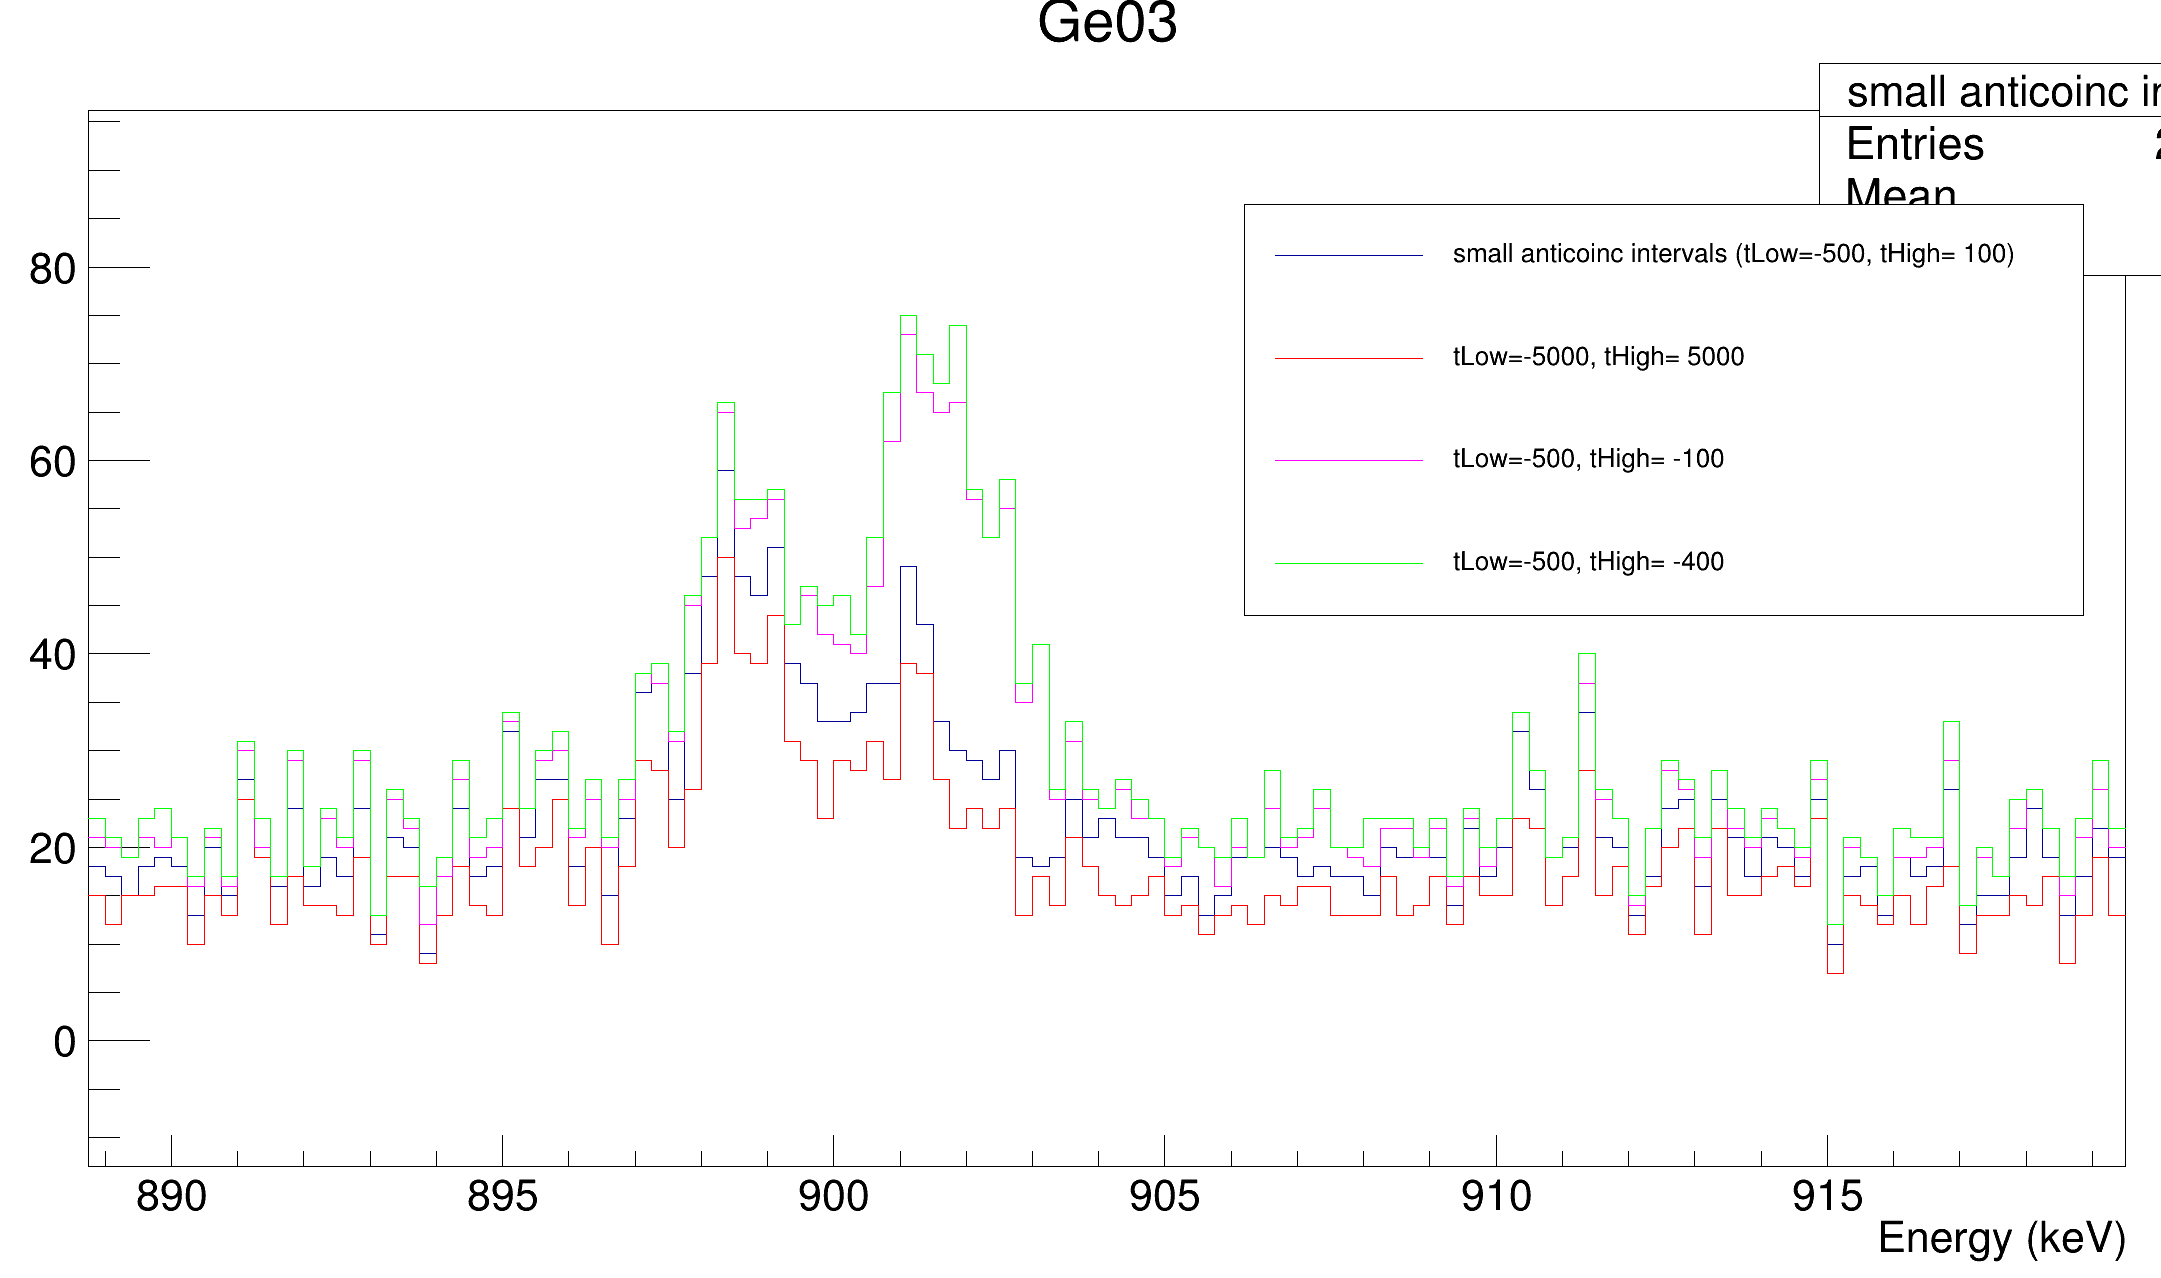 Ge03
small anticoinc
Entries
Mean
small anticoinc intervals (tLow=-500, tHigh= 100)
tLow=-5000, tHigh= 5000
tLow=-500, tHigh= -100
tLow=-500, tHigh= -400
80
60
40
20
0
890 895 900 905 910 915
Energy (keV)